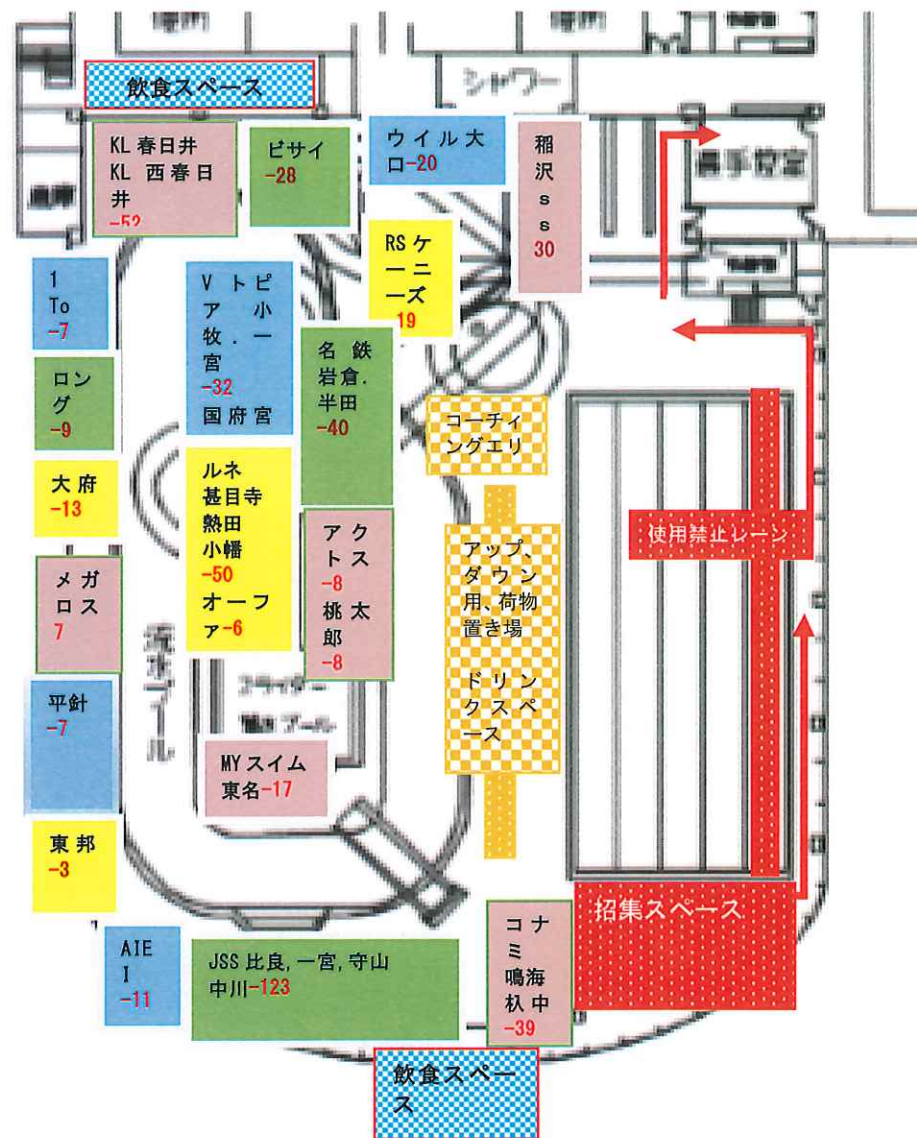 飲食スペース
シャワー
KL 春日井
KL 西春日
井
-52
ビサイ
-28
ウイル大
口-20
稲
沢
s
s
30
RS ケ
ーニ
ーズ
19
1
To
-7
V トピ
ア 小
牧.一
宮
-32
国府宮
名 鉄
岩倉.
半田
-40
ロン
グ
-9
コーチィ
ングエリ
大 府
-13
ルネ
甚目寺
熱田
小幡
-50
オーフ
ァ-6
アク
トス
-8
桃 太
郎
-8
アップ、
ダウン
用、荷物
置き場
ドリン
クスペ
ース
使用禁止レーン
メガ
ロス
7
平針
-7
MY スイム
東名-17
東 邦
-3
招集スペース
AIE
I
-11
JSS 比良,一宮,守山
中川-123
コナ
ミ
鳴海
杁中
-39
飲食スペー
ス